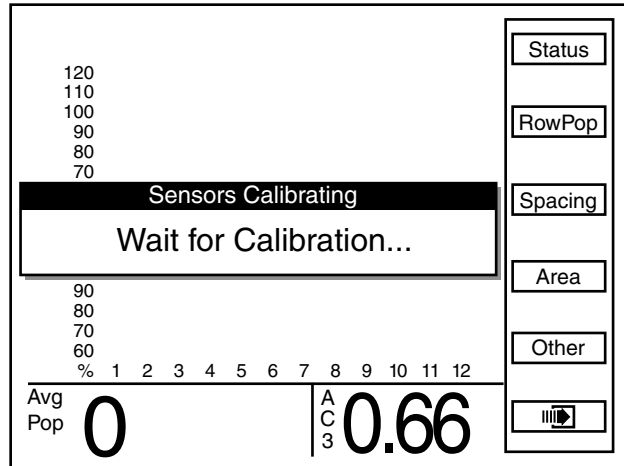 120
110
100
90
80
70
Sensors Calibrating
Wait for Calibration...
90
80
70
60
% 1 2 3 4 5 6 7 8 9 10 11 12
Avg
Pop
0
A
C
3
0.66
Status
RowPop
Spacing
Area
Other